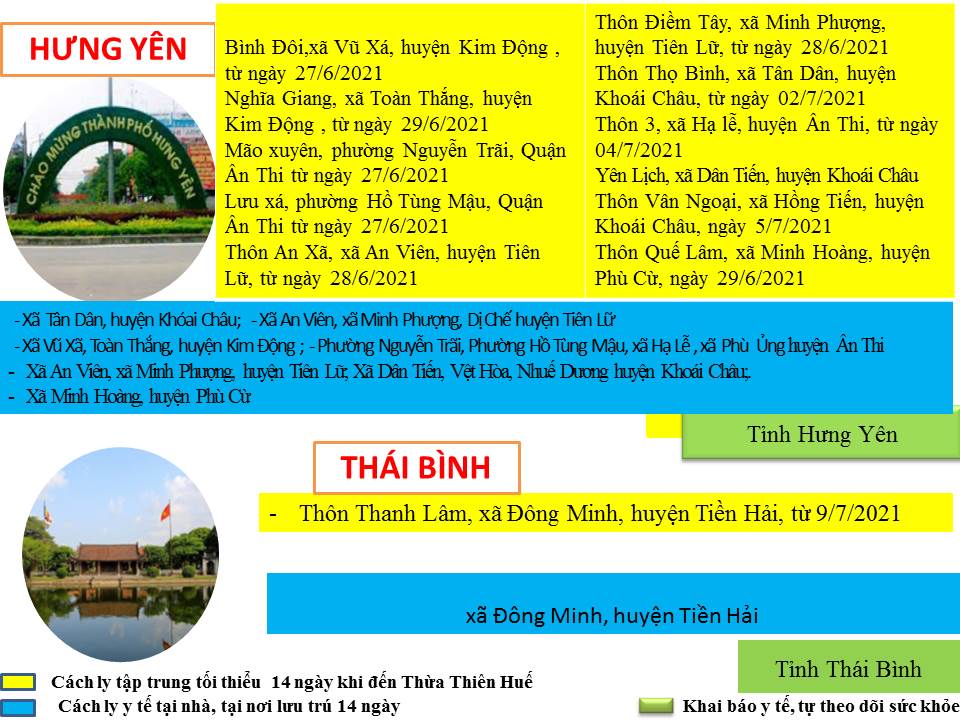 HƯNG YÊN
CHÀO MỪNG THÀNH PHỐ HƯNG YÊN
Bình Đôi,xã Vũ Xá, huyện Kim Động ,
từ ngày 27/6/2021
Nghĩa Giang, xã Toàn Thắng, huyện
Kim Động , từ ngày 29/6/2021
Mão xuyên, phường Nguyễn Trãi, Quận
Ân Thi từ ngày 27/6/2021
Lưu xá, phường Hồ Tùng Mậu, Quận
Ân Thi từ ngày 27/6/2021
Thôn An Xã, xã An Viên, huyện Tiên
Lữ, từ ngày 28/6/2021
Thôn Điềm Tây, xã Minh Phượng,
huyện Tiên Lữ, từ ngày 28/6/2021
Thôn Thọ Bình, xã Tân Dân, huyện
Khoái Châu, từ ngày 02/7/2021
Thôn 3, xã Hạ lễ, huyện Ân Thi, từ ngày
04/7/2021
Yên Lịch, xã Dân Tiến, huyện Khoái Châu
Thôn Vân Ngoại, xã Hồng Tiến, huyện
Khoái Châu, ngày 5/7/2021
Thôn Quế Lâm, xã Minh Hoàng, huyện
Phù Cừ, ngày 29/6/2021
- Xã Tân Dân, huyện Khóai Châu; - Xã An Viên, xã Minh Phượng, Dị Chế huyện Tiên Lữ
- Xã Vũ Xã, Toàn Thắng, huyện Kim Động ; - Phường Nguyễn Trãi, Phường Hồ Tùng Mậu, xã Hạ Lễ , xã Phù Ủng huyện Ân Thi
- Xã An Viên, xã Minh Phượng, huyện Tiên Lữ; Xã Dân Tiến, Vệt Hòa, Nhuế Dương huyện Khoái Châu;.
- Xã Minh Hoàng, huyện Phù Cừ
Tỉnh Hưng Yên
THÁI BÌNH
- Thôn Thanh Lâm, xã Đông Minh, huyện Tiền Hải, từ 9/7/2021
xã Đông Minh, huyện Tiền Hải
Tỉnh Thái Bình
Cách ly tập trung tối thiểu 14 ngày khi đến Thừa Thiên Huế
Cách ly y tế tại nhà, tại nơi lưu trú 14 ngày
Khai báo y tế, tự theo dõi sức khỏe